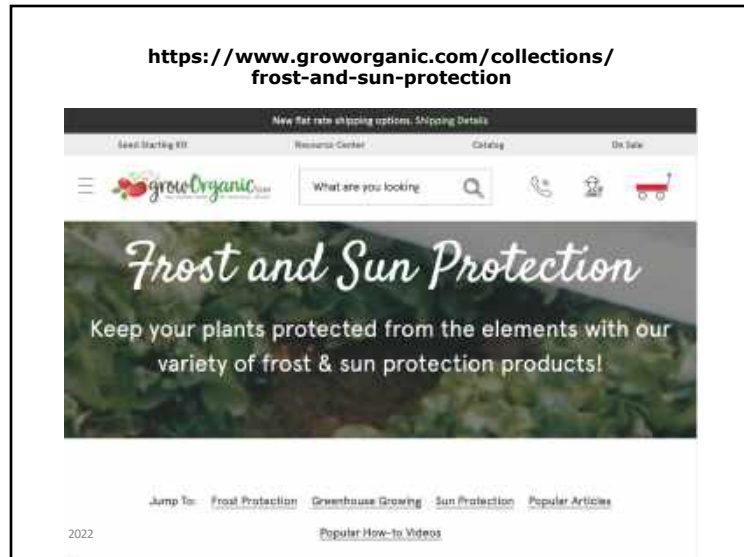 https://www.groworganic.com/collections/
frost-and-sun-protection
New flat rate shipping options. Shipping Details
Seed Starting Kit Resource Center Catalog On Sale
growOrganic.com
What are you looking
Frost and Sun Protection
Keep your plants protected from the elements with our
variety of frost & sun protection products!
Jump To: Frost Protection Greenhouse Growing Sun Protection Popular Articles
Popular How-to Videos
2022